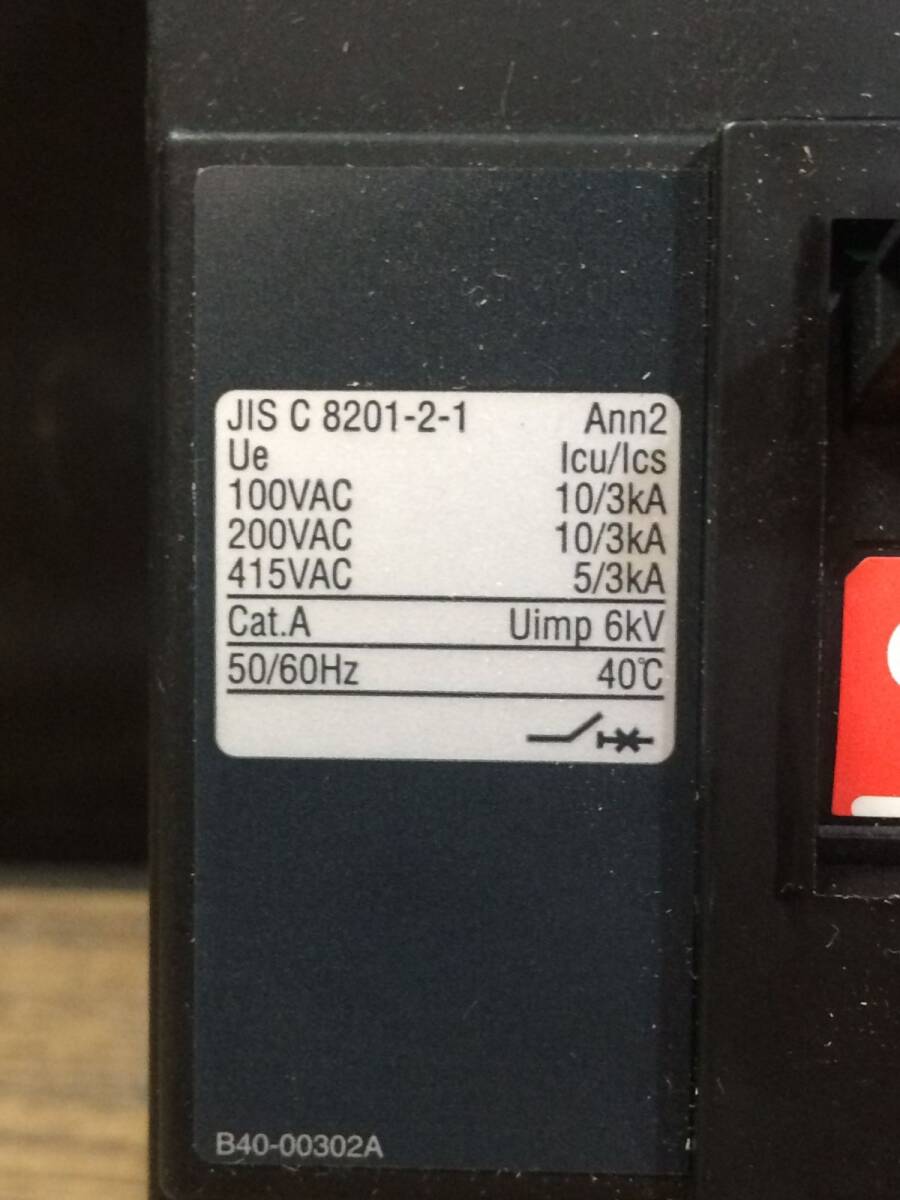 JIS C 8201-2-1 Ann2
Ue Icu/Ics
100VAC 10/3kA
200VAC 10/3kA
415VAC 5/3kA
Cat.A Uimp 6kV
50/60Hz 40℃
B40-00302A